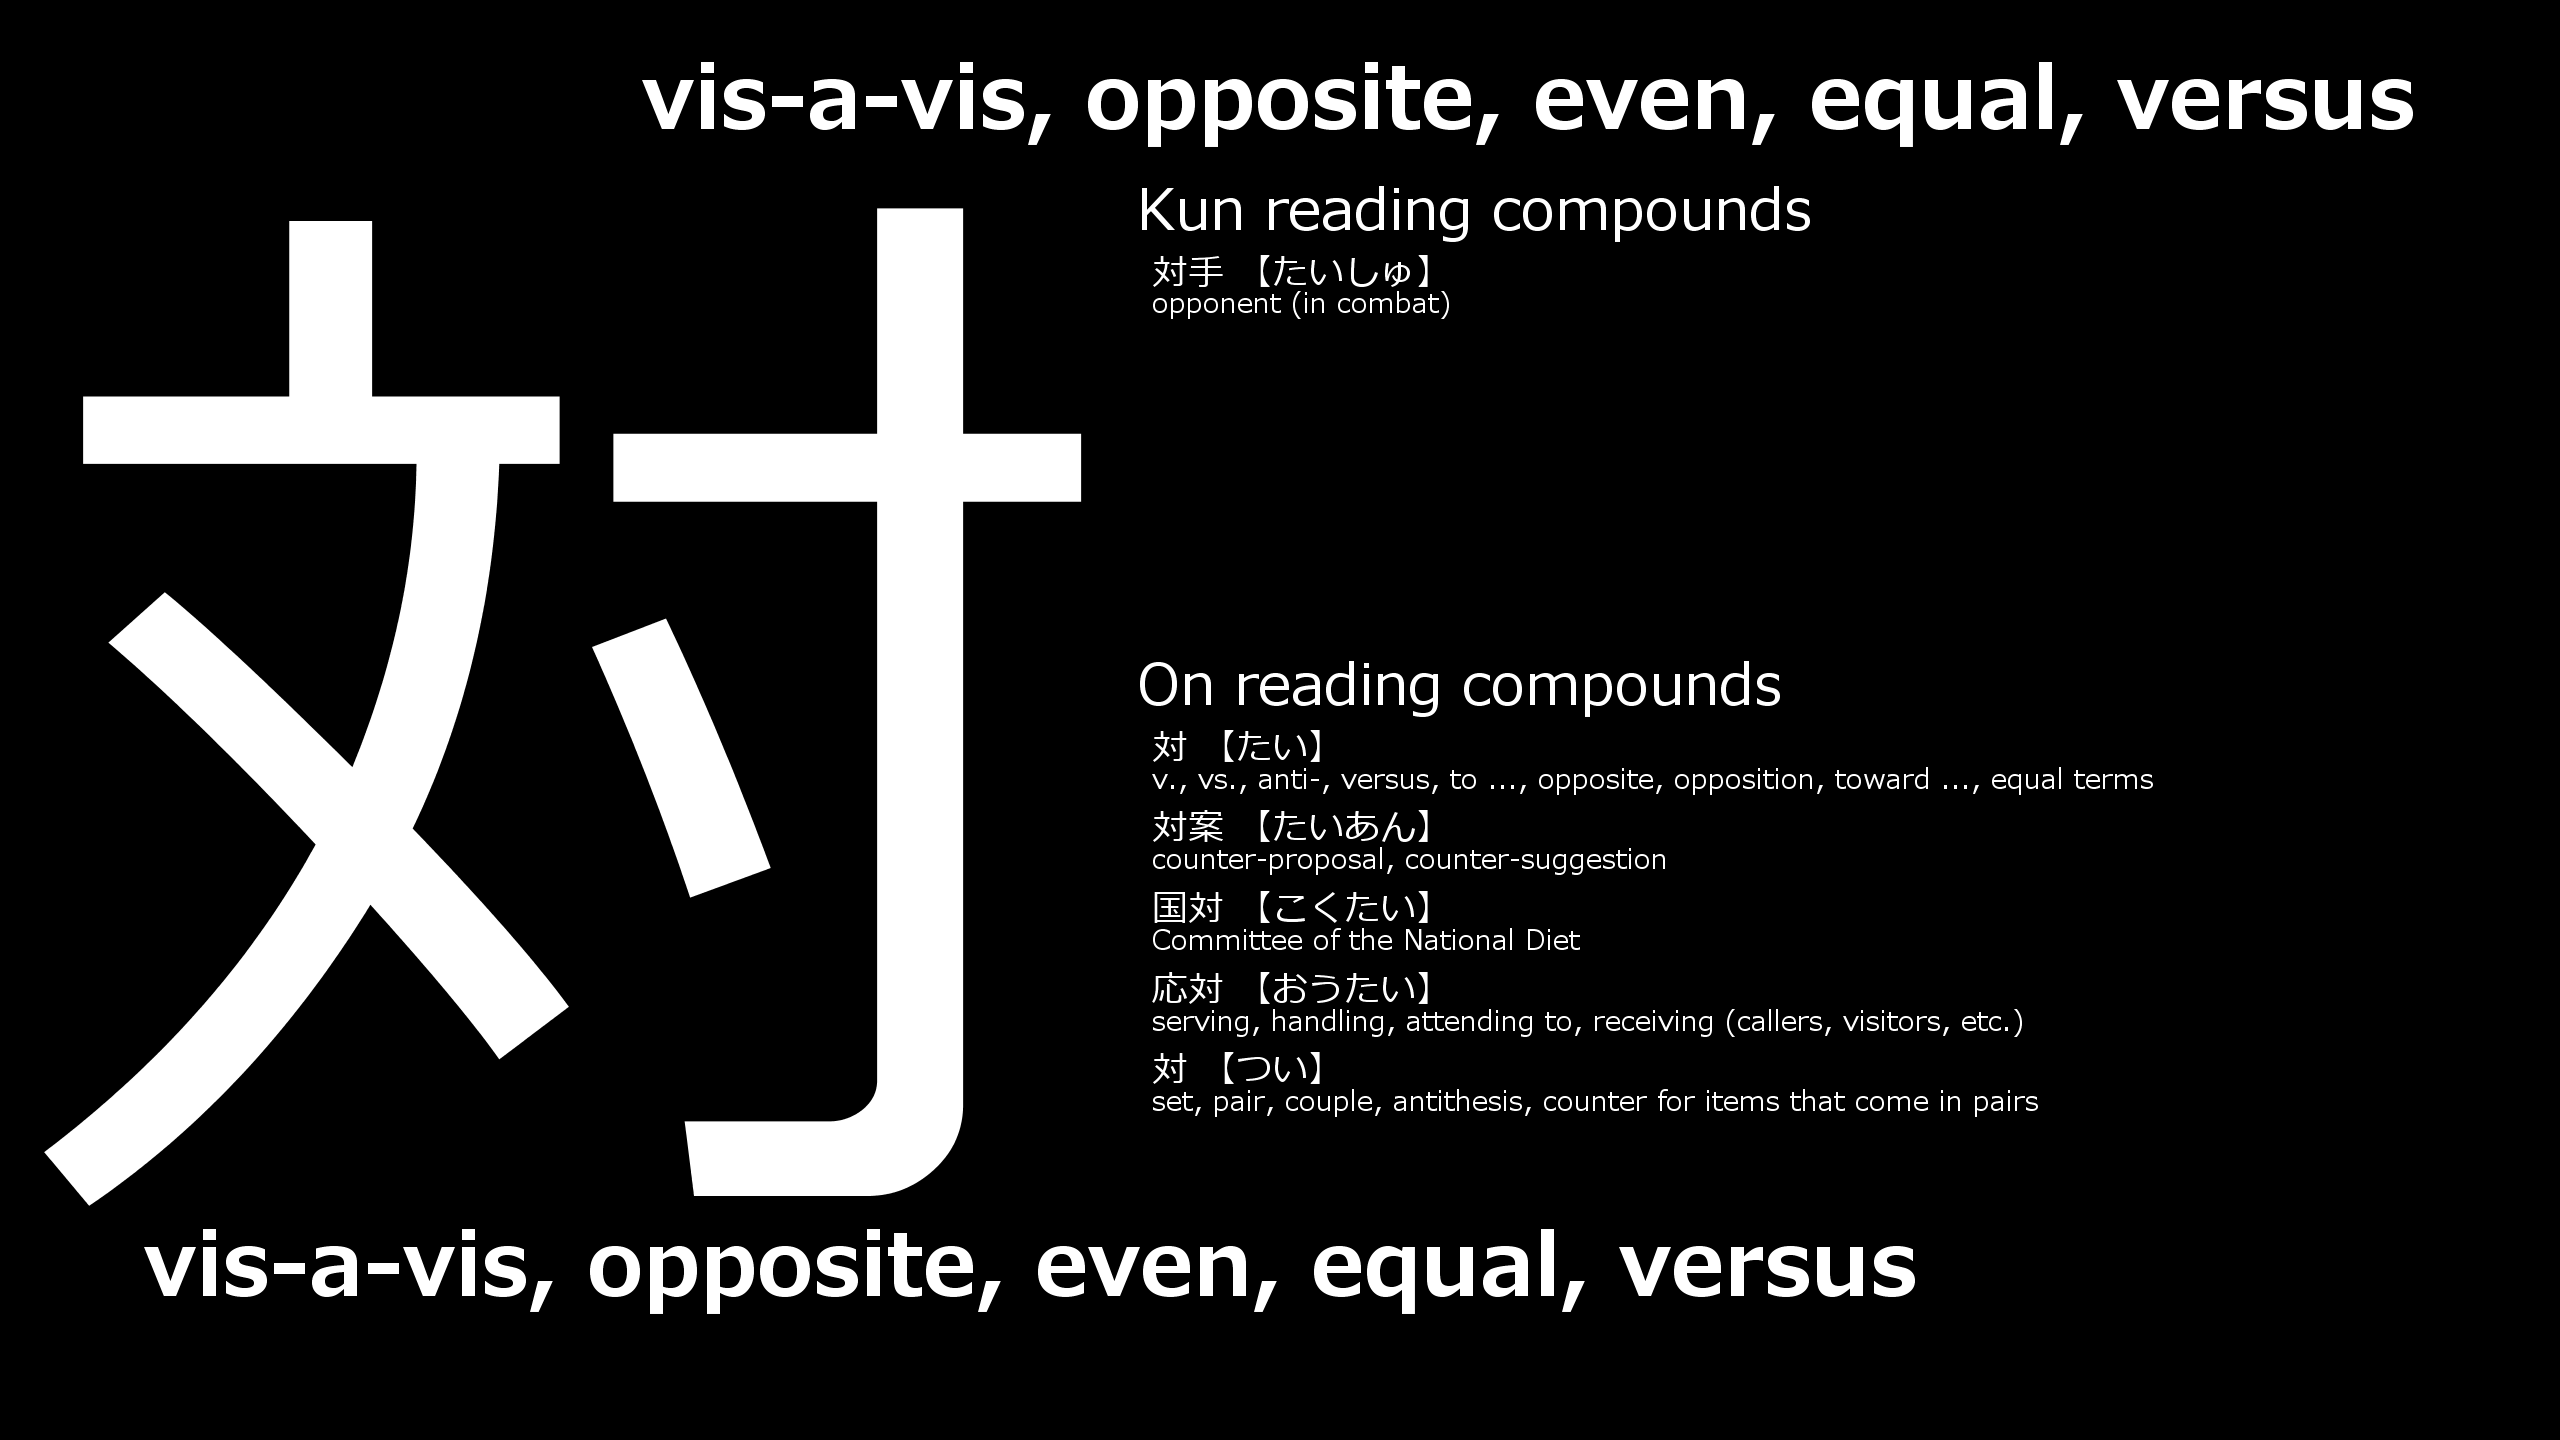 vis-a-vis, opposite, even, equal, versus
対
Kun reading compounds
対手 【たいしゅ】
opponent (in combat)
On reading compounds
対 【たい】
v., vs., anti-, versus, to ..., opposite, opposition, toward ..., equal terms
対案 【たいあん】
counter-proposal, counter-suggestion
国対 【こくたい】
Committee of the National Diet
応対 【おうたい】
serving, handling, attending to, receiving (callers, visitors, etc.)
対 【つい】
set, pair, couple, antithesis, counter for items that come in pairs
vis-a-vis, opposite, even, equal, versus